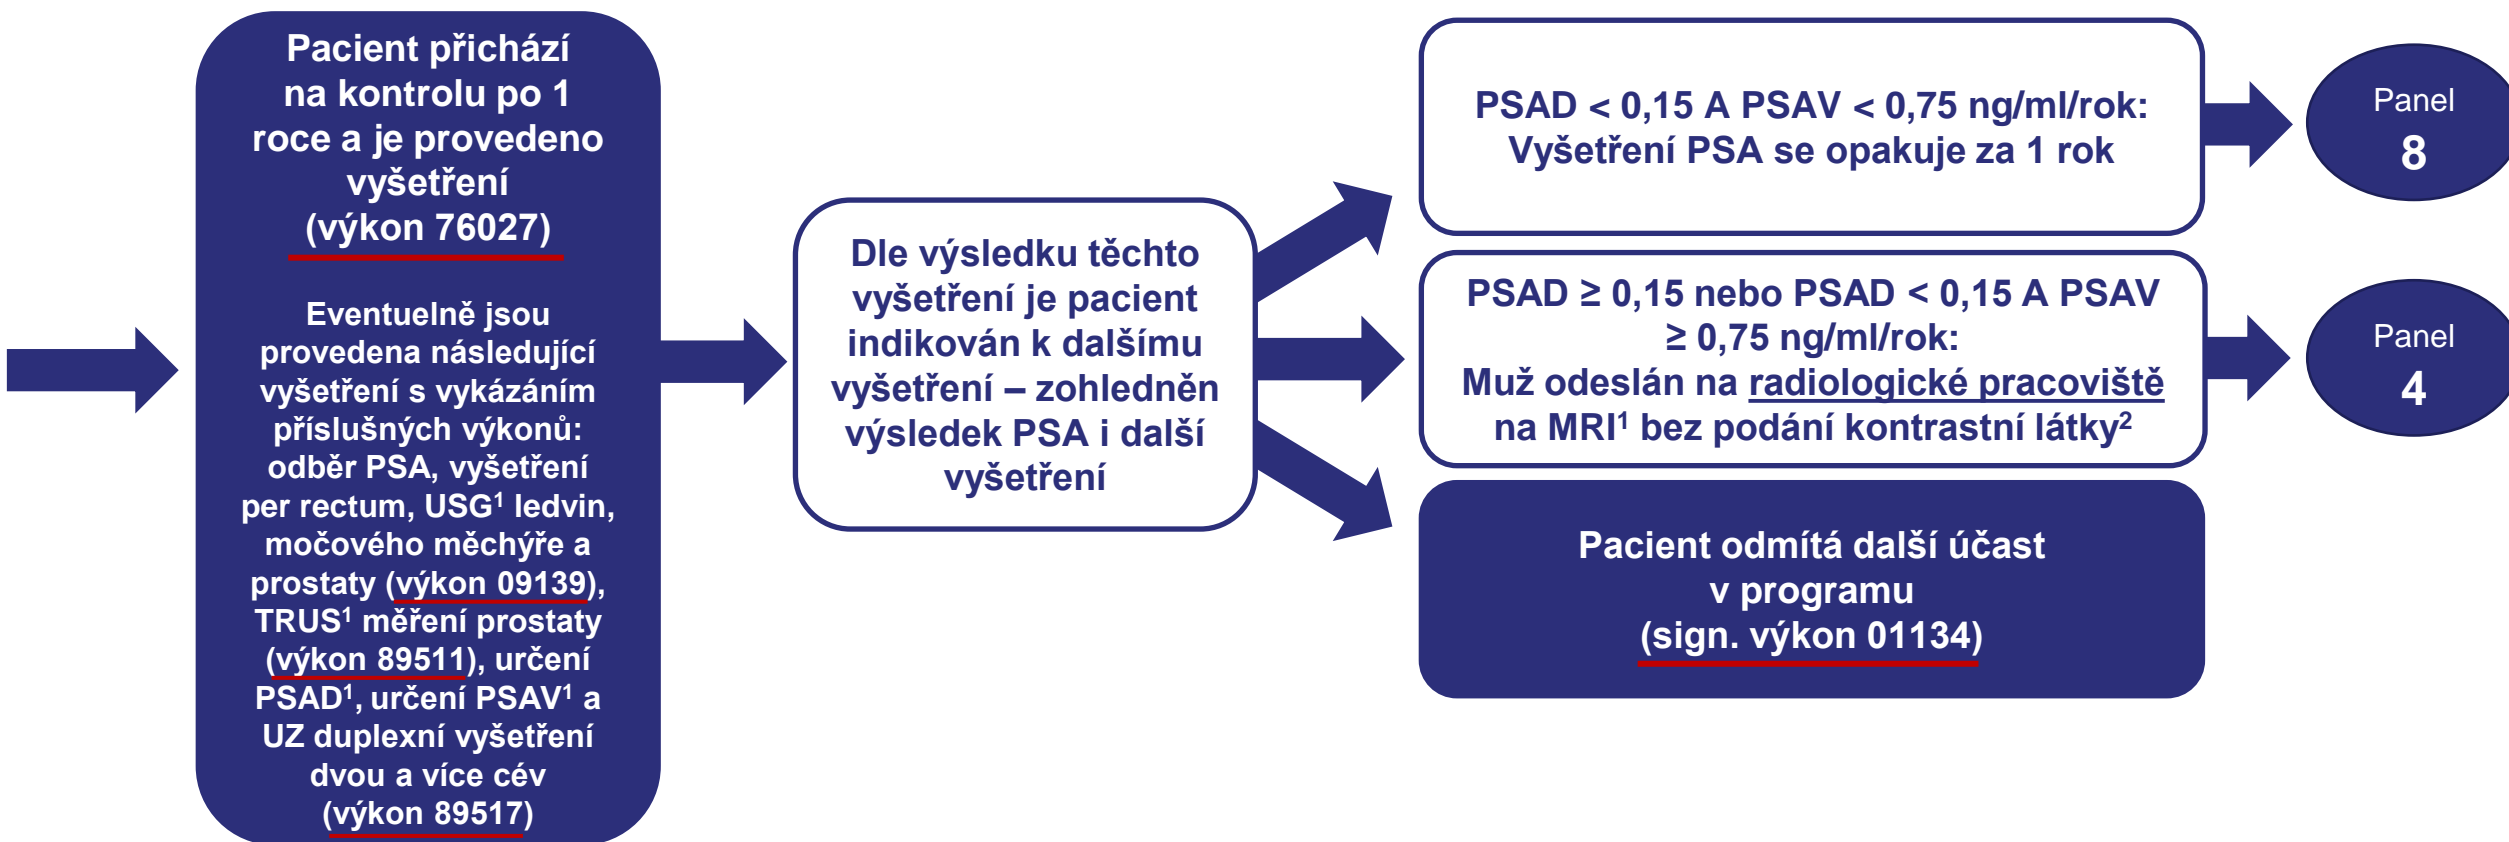 Pacient přichází
na kontrolu po 1
roce a je provedeno
vyšetření
(výkon 76027)
Eventuelně jsou
provedena následující
vyšetření s vykázáním
příslušných výkonů:
odběr PSA, vyšetření
per rectum, USG¹ ledvin,
močového měchýře a
prostaty (výkon 09139),
TRUS¹ měření prostaty
(výkon 89511), určení
PSAD¹, určení PSAV¹ a
UZ duplexní vyšetření
dvou a více cév
(výkon 89517)
Dle výsledku těchto
vyšetření je pacient
indikován k dalšímu
vyšetření – zohledněn
výsledek PSA i další
vyšetření
PSAD < 0,15 A PSAV < 0,75 ng/ml/rok:
Vyšetření PSA se opakuje za 1 rok
Panel
8
PSAD ≥ 0,15 nebo PSAD < 0,15 A PSAV
≥ 0,75 ng/ml/rok:
Muž odeslán na radiologické pracoviště
na MRI¹ bez podání kontrastní látky²
Panel
4
Pacient odmítá další účast
v programu
(sign. výkon 01134)